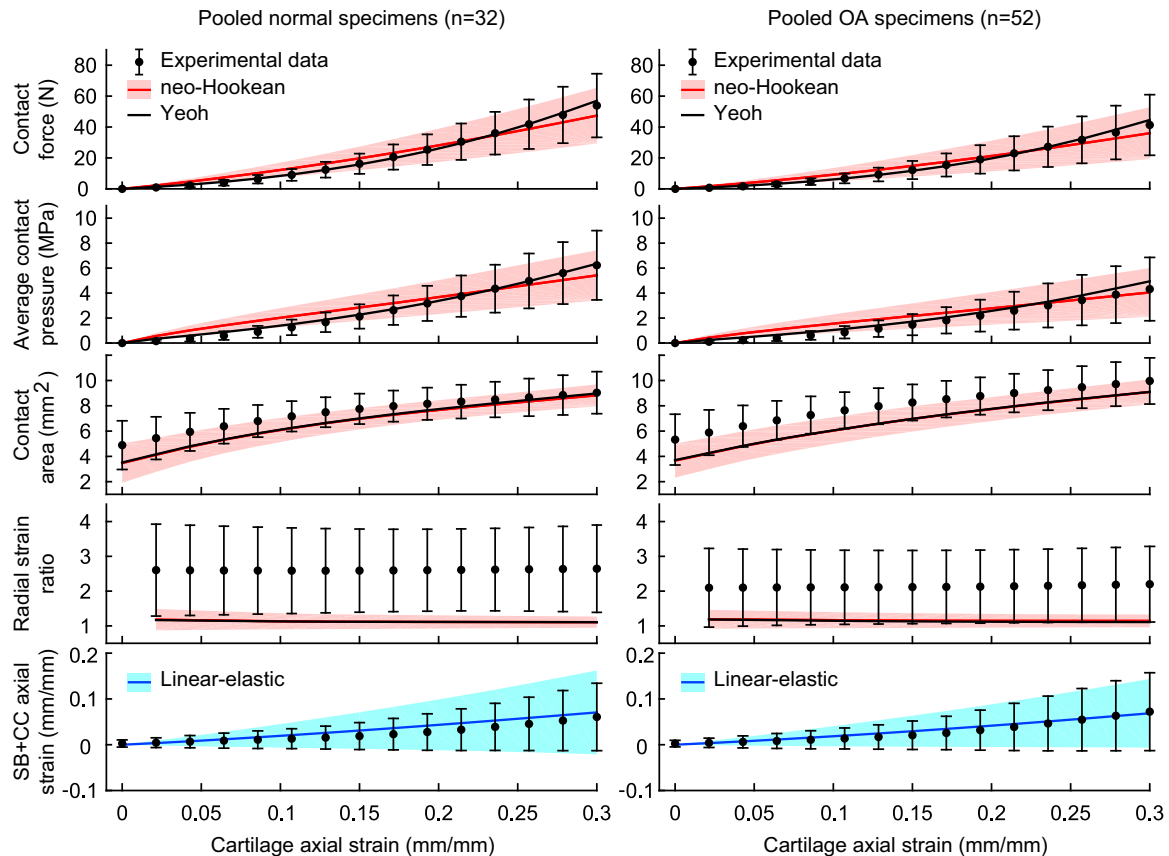 Pooled normal specimens (n=32)
Pooled OA specimens (n=52)
Contact
force (N)
80
60
40
20
0
Experimental data
neo-Hookean
Yeoh
80
60
40
20
0
Experimental data
neo-Hookean
Yeoh
Average contact
pressure (MPa)
10
8
6
4
2
0
10
8
6
4
2
0
Contact
area (mm2)
10
8
6
4
2
10
8
6
4
2
Radial strain
ratio
4
3
2
1
4
3
2
1
SB+CC axial
strain (mm/mm)
0.2
0.1
0
-0.1
Linear-elastic
0.2
0.1
0
-0.1
Linear-elastic
0 0.05 0.1 0.15 0.2 0.25 0.3
0 0.05 0.1 0.15 0.2 0.25 0.3
Cartilage axial strain (mm/mm)
Cartilage axial strain (mm/mm)